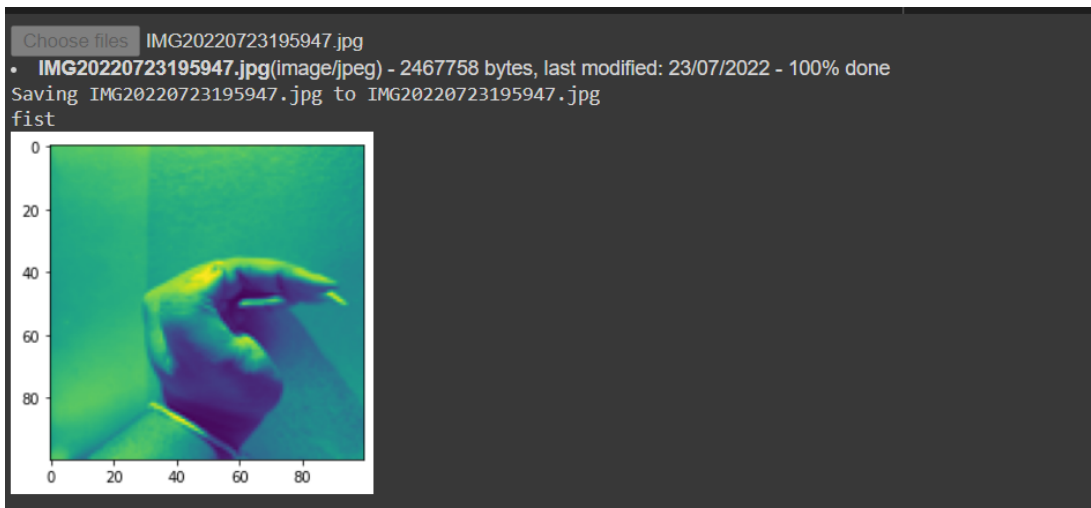 Choose files IMG20220723195947.jpg
• IMG20220723195947.jpg(image/jpeg) - 2467758 bytes, last modified: 23/07/2022 - 100% done
Saving IMG20220723195947.jpg to IMG20220723195947.jpg
fist
0
20
40
60
80
0 20 40 60 80